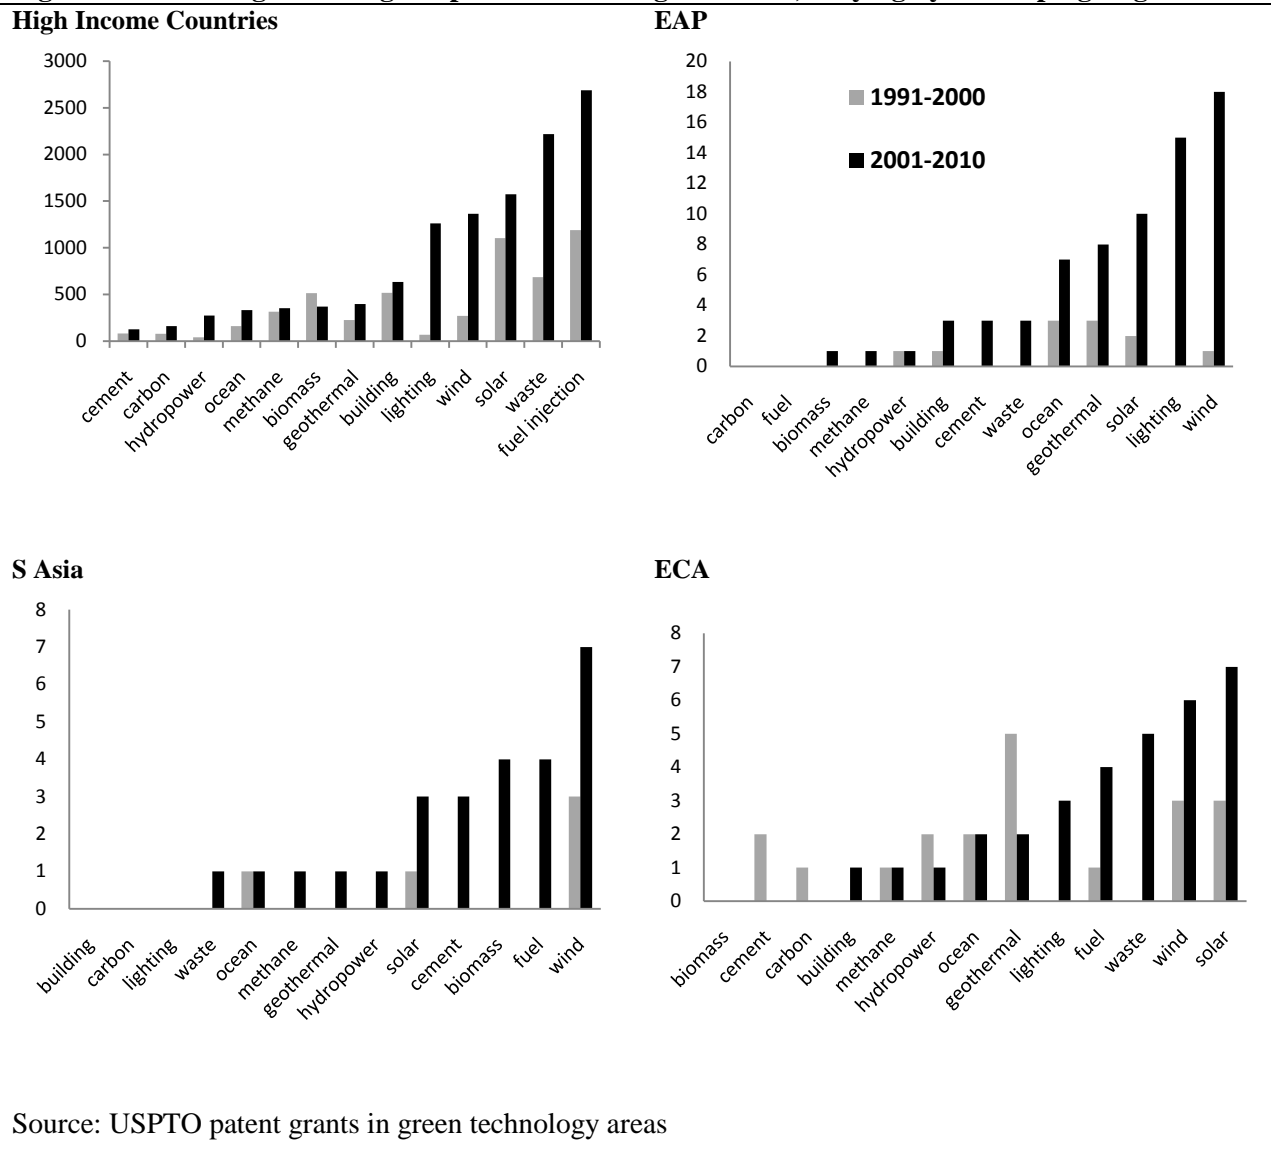 High Income Countries
3000
2500
2000
1500
1000
500
0
cement
carbon
hydropower
ocean
methane
biomass
geothermal
building
lighting
wind
solar
waste
fuel injection
EAP
20
18
16
14
12
10
8
6
4
2
0
1991-2000
2001-2010
carbon
fuel
biomass
methane
hydropower
building
cement
waste
ocean
geothermal
solar
lighting
wind
S Asia
8
7
6
5
4
3
2
1
0
building
carbon
lighting
waste
ocean
methane
geothermal
hydropower
solar
cement
biomass
fuel
wind
ECA
8
7
6
5
4
3
2
1
0
biomass
cement
carbon
building
methane
hydropower
ocean
geothermal
lighting
fuel
waste
wind
solar
Source: USPTO patent grants in green technology areas